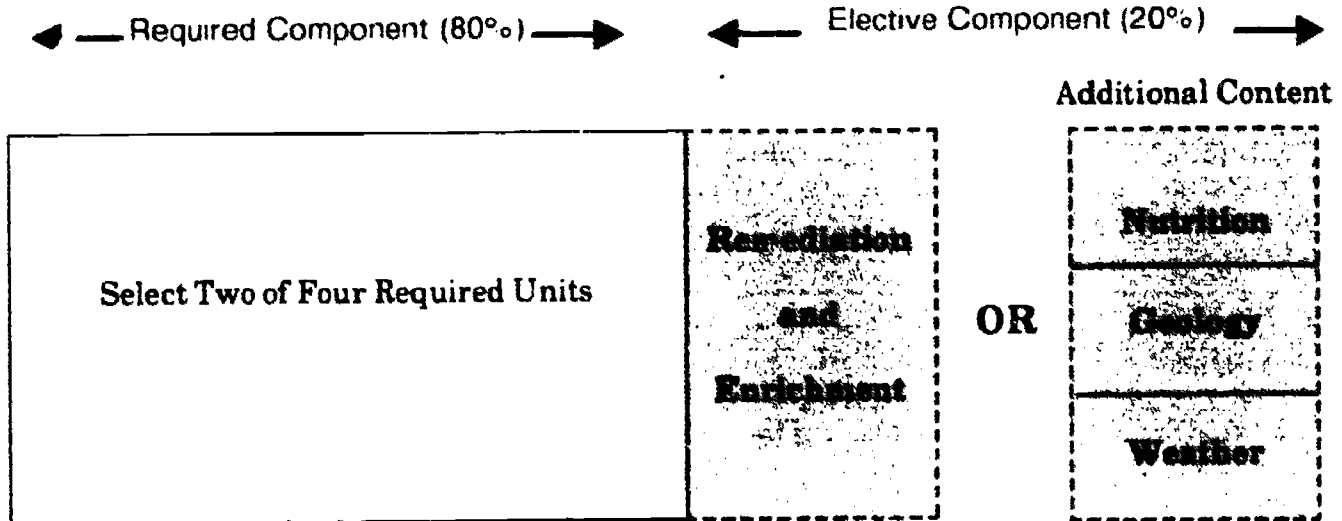 Required Component (80%)
Elective Component (20%)
Additional Content
Select Two of Four Required Units
Remediation
and
Enrichment
OR
Nutrition
Geology
Weather